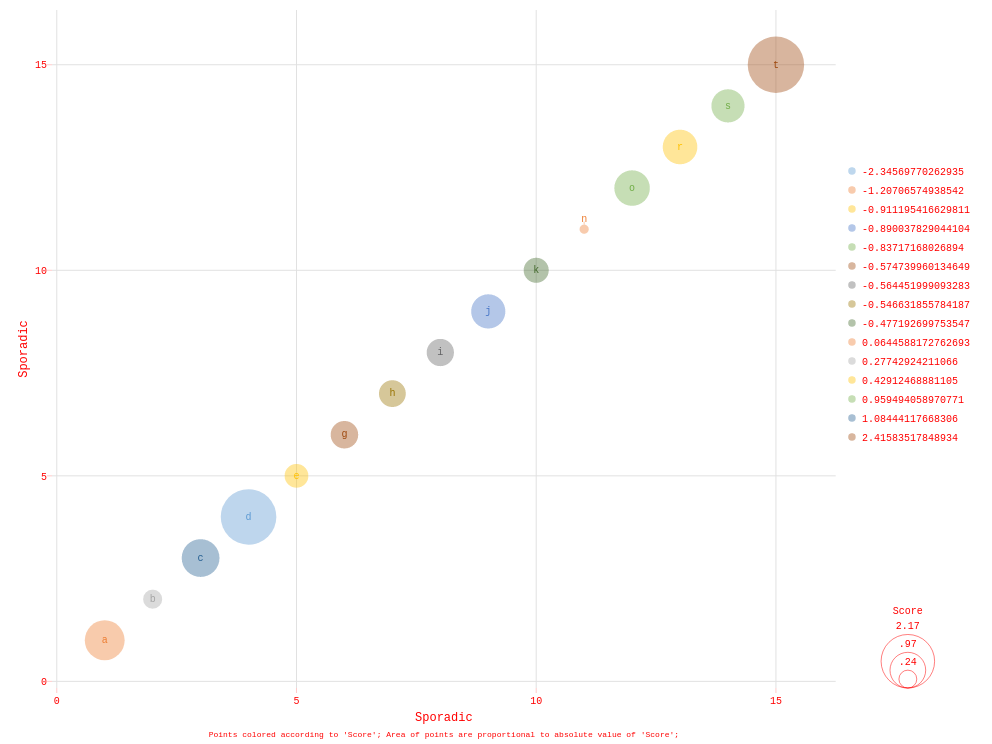 15
t
s
r
o
n
10
k
j
i
h
g
5
e
d
c
b
a
0
0
5
10
15
Sporadic
Sporadic
Points colored according to 'Score'; Area of points are proportional to absolute value of 'Score';
-2.34569770262935
-1.20706574938542
-0.911195416629811
-0.890037829044104
-0.83717168026894
-0.574739960134649
-0.564451999093283
-0.546631855784187
-0.477192699753547
0.0644588172762693
0.27742924211066
0.42912468881105
0.959494058970771
1.08444117668306
2.41583517848934
Score
2.17
.97
.24